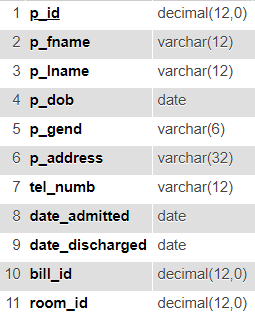 1 p_id decimal(12,0)
2 p_fname varchar(12)
3 p_lname varchar(12)
4 p_dob date
5 p_gend varchar(6)
6 p_address varchar(32)
7 tel_numb varchar(12)
8 date_admitted date
9 date_discharged date
10 bill_id decimal(12,0)
11 room_id decimal(12,0)